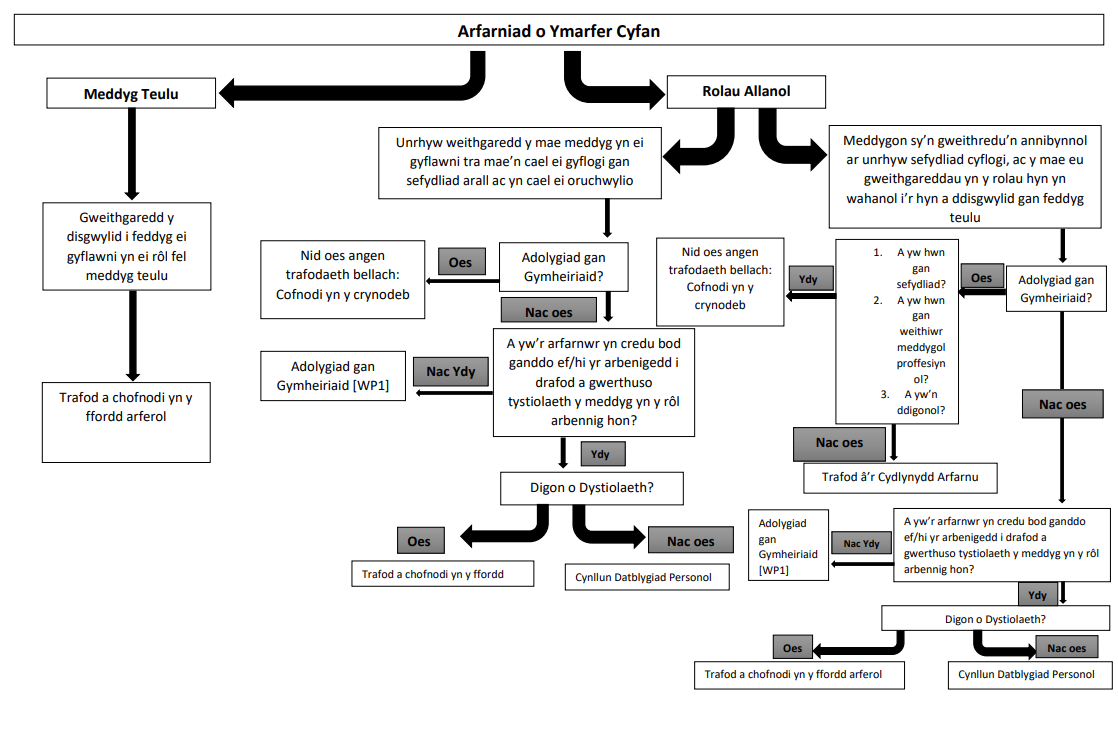 Arfarniad o Ymarfer Cyfan
Meddyg Teulu
Rolau Allanol
Gweithgaredd y
disgwylid i feddyg ei
gyflawni yn ei rôl fel
meddyg teulu
Trafod a chofnodi yn y
ffordd arferol
Unrhyw weithgaredd y mae meddyg yn ei
gyflawni tra mae'n cael ei gyflogi gan
sefydliad arall ac yn cael ei oruchwylio
Adolygiad gan
Gymheiriaid?
Oes
Nid oes angen
trafodaeth bellach:
Cofnodi yn y crynodeb
Nac oes
A yw'r arfarnwr yn credu bod
ganddo ef/hi yr arbenigedd i
drafod a gwerthuso
tystiolaeth y meddyg yn y rôl
arbennig hon?
Nac Ydy
Adolygiad gan
Gymheiriaid [WP1]
Ydy
Digon o Dystiolaeth?
Oes
Nac oes
Trafod a chofnodi yn y ffordd
Cynllun Datblygiad Personol
Meddygon sy'n gweithredu'n annibynnol
ar unrhyw sefydliad cyflogi, ac y mae eu
gweithgareddau yn y rolau hyn yn
wahanol i'r hyn a ddisgwylid gan feddyg
teulu
Adolygiad gan
Gymheiriaid?
Oes
1. A yw hwn
gan
sefydliad?
2. A yw hwn
gan
weithiwr
meddygol
proffesiyn
ol?
3. A yw'n
ddigonol?
Ydy
Nid oes angen
trafodaeth bellach:
Cofnodi yn y
crynodeb
Nac oes
Trafod â'r Cydlynydd Arfarnu
Nac oes
A yw'r arfarnwr yn credu bod ganddo
ef/hi yr arbenigedd i drafod a
gwerthuso tystiolaeth y meddyg yn y rôl
arbennig hon?
Nac Ydy
Adolygiad
gan
Gymheiriaid
[WP1]
Ydy
Digon o Dystiolaeth?
Oes
Nac oes
Trafod a chofnodi yn y ffordd arferol
Cynllun Datblygiad Personol